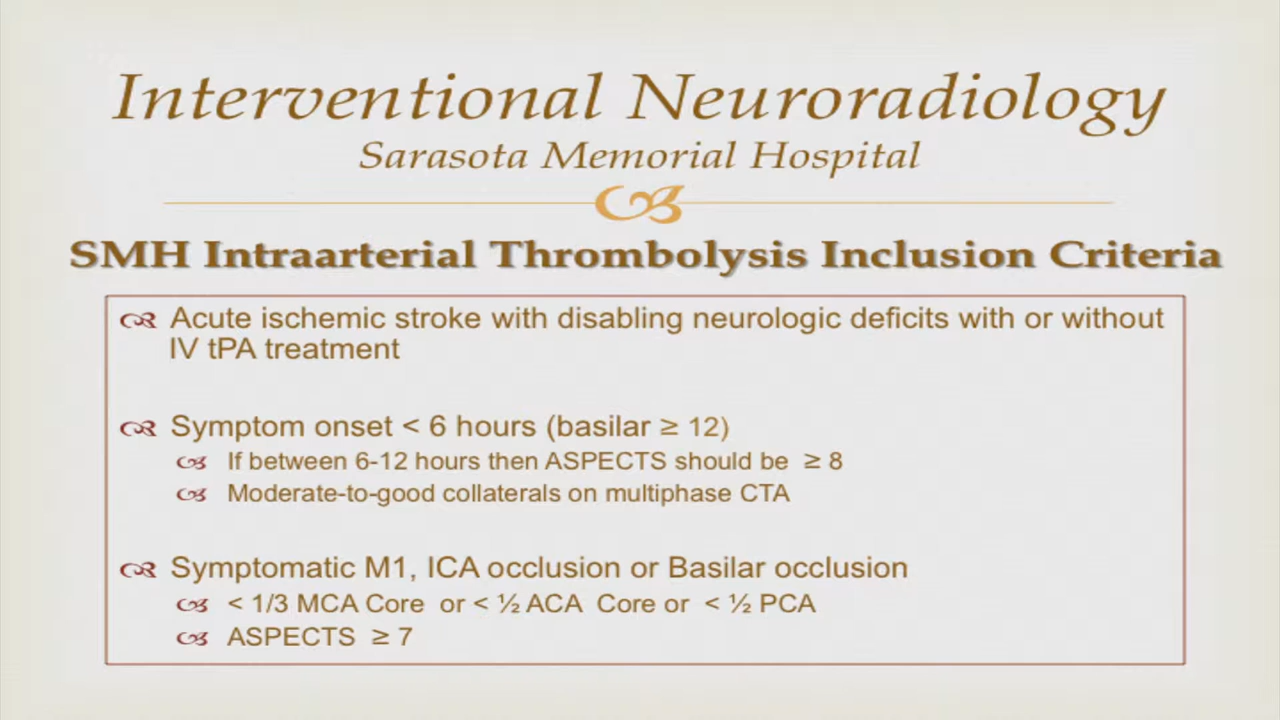 Interventional Neuroradiology
Sarasota Memorial Hospital
SMH Intraarterial Thrombolysis Inclusion Criteria
Acute ischemic stroke with disabling neurologic deficits with or without
IV tPA treatment
Symptom onset < 6 hours (basilar ≥ 12)
If between 6-12 hours then ASPECTS should be ≥ 8
Moderate-to-good collaterals on multiphase CTA
Symptomatic M1, ICA occlusion or Basilar occlusion
< 1/3 MCA Core or < ½ ACA Core or < ½ PCA
ASPECTS ≥ 7